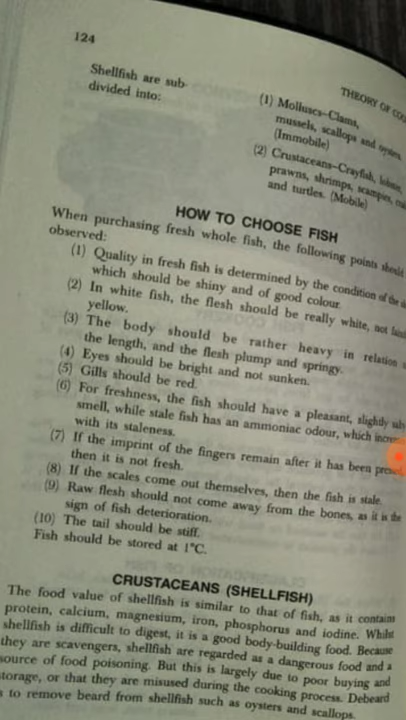 124
THEORY OF
Shellfish are sub-
divided into:
(1) Molluscs–Clams,
mussels, scallops and
(Immobile)
(2) Crustaceans–Crayfish,
prawns, shrimps, scampies,
and turtles. (Mobile)
HOW TO CHOOSE FISH
When purchasing fresh whole fish, the following points should
observed:
(1) Quality in fresh fish is determined by the condition of the
which should be shiny and of good colour.
(2) In white fish, the flesh should be really white, not
yellow.
(3) The body should be rather heavy in relation
the length, and the flesh plump and springy.
(4) Eyes should be bright and not sunken.
(5) Gills should be red.
(6) For freshness, the fish should have a pleasant, slightly
smell, while stale fish has an ammoniac odour, which
with its staleness.
(7) If the imprint of the fingers remain after it has been
then it is not fresh.
(8) If the scales come out themselves, then the fish is stale.
(9) Raw flesh should not come away from the bones, as it is the
sign of fish deterioration.
(10) The tail should be stiff.
Fish should be stored at 1°C.
CRUSTACEANS (SHELLFISH)
The food value of shellfish is similar to that of fish, as it contains
protein, calcium, magnesium, iron, phosphorus and iodine. Whilst
shellfish is difficult to digest, it is a good body-building food. Because
they are scavengers, shellfish are regarded as a dangerous food and a
source of food poisoning. But this is largely due to poor buying and
storage, or that they are misused during the cooking process. Debeard
to remove beard from shellfish such as oysters and scallops.